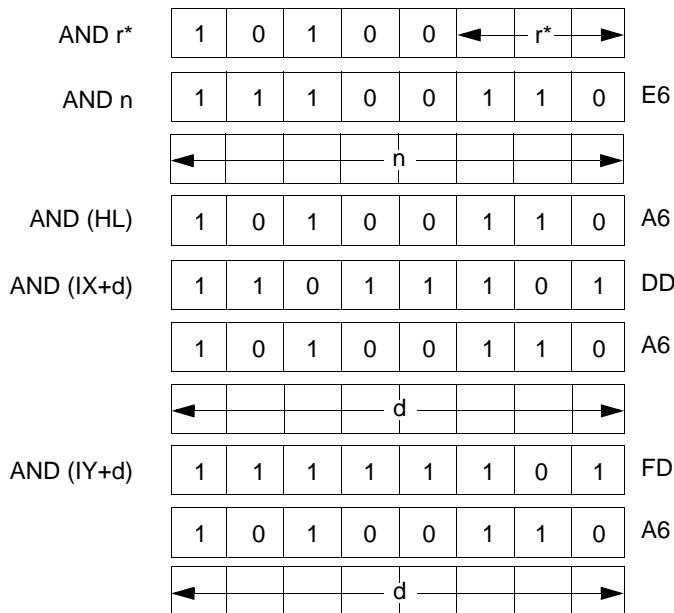 AND r* 1 0 1 0 0 r*
AND n 1 1 1 0 0 1 1 0 E6
n
AND (HL) 1 0 1 0 0 1 1 0 A6
AND (IX+d) 1 1 0 1 1 1 0 1 DD
1 0 1 0 0 1 1 0 A6
d
AND (IY+d) 1 1 1 1 1 1 0 1 FD
1 0 1 0 0 1 1 0 A6
d